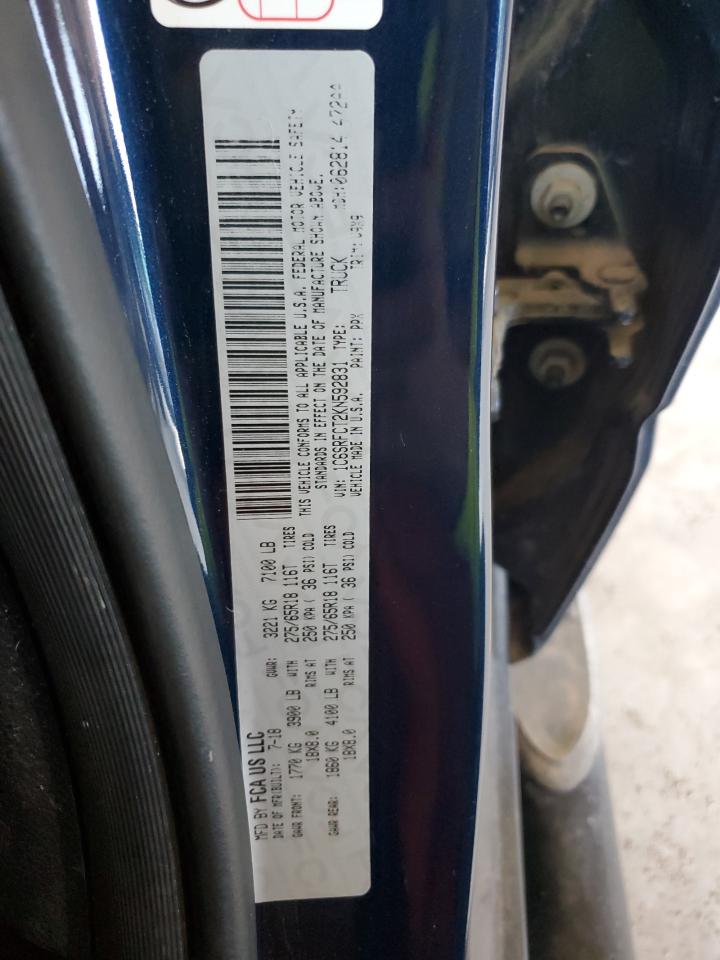 MFD BY FCA US LLC
DATE OF MFR(BUILT): 7-18 GVWR: 3221 KG 7100 LB
GAWR FRONT: 1770 KG 3900 LB WITH 275/65R18 116T TIRES
18X8.0 RIMS AT 250 KPA ( 36 PSI) COLD
GAWR REAR: 1860 KG 4100 LB WITH 275/65R18 116T TIRES
18X8.0 RIMS AT 250 KPA ( 36 PSI) COLD
THIS VEHICLE CONFORMS TO ALL APPLICABLE U.S.A. FEDERAL MOTOR VEHICLE SAFETY
STANDARDS IN EFFECT ON THE DATE OF MANUFACTURE SHOWN ABOVE.
VIN: 1C6SRFCT2KN592831 TYPE: TRUCK MDH:062814
VEHICLE MADE IN U.S.A. PAINT: PPX TRIM: